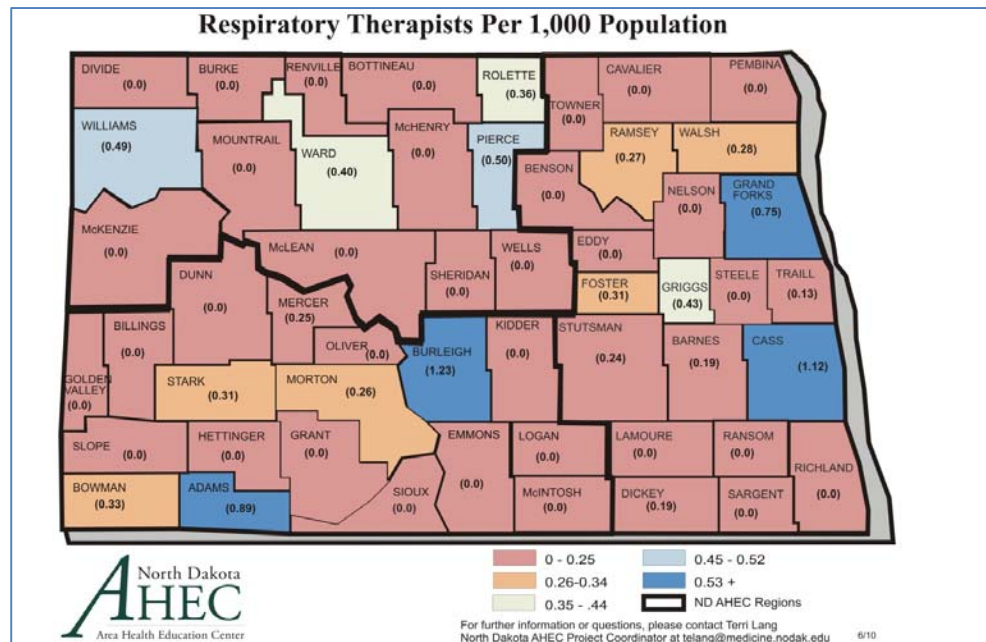 Respiratory Therapists Per 1,000 Population
DIVIDE
(0.0)
BURKE
(0.0)
RENVILLE
(0.0)
BOTTINEAU
(0.0)
ROLETTE
(0.36)
TOWNER
(0.0)
CAVALIER
(0.0)
PEMBINA
(0.0)
WILLIAMS
(0.49)
MOUNTRAIL
(0.0)
WARD
(0.40)
McHENRY
(0.0)
PIERCE
(0.50)
BENSON
(0.0)
RAMSEY
(0.27)
WALSH
(0.28)
NELSON
(0.0)
GRAND
FORKS
(0.75)
McKENZIE
(0.0)
McLEAN
(0.0)
SHERIDAN
(0.0)
WELLS
(0.0)
EDDY
(0.0)
FOSTER
(0.31)
GRIGGS
(0.43)
STEELE
(0.0)
TRAILL
(0.13)
DUNN
(0.0)
MERCER
(0.25)
OLIVER (0.0)
BILLINGS
(0.0)
GOLDEN
VALLEY
(0.0)
STARK
(0.31)
MORTON
(0.26)
BURLEIGH
(1.23)
KIDDER
(0.0)
STUTSMAN
(0.24)
BARNES
(0.19)
CASS
(1.12)
SLOPE
(0.0)
HETTINGER
(0.0)
GRANT
(0.0)
EMMONS
(0.0)
LOGAN
(0.0)
LAMOURE
(0.0)
RANSOM
(0.0)
RICHLAND
(0.0)
BOWMAN
(0.33)
ADAMS
(0.89)
SIOUX
(0.0)
McINTOSH
(0.0)
DICKEY
(0.19)
SARGENT
(0.0)
North Dakota
AHEC
Area Health Education Center
0 - 0.25
0.26-0.34
0.35 - .44
0.45 - 0.52
0.53 +
ND AHEC Regions
For further information or questions, please contact Terri Lang
North Dakota AHEC Project Coordinator at telang@medicine.nodak.edu
6/10